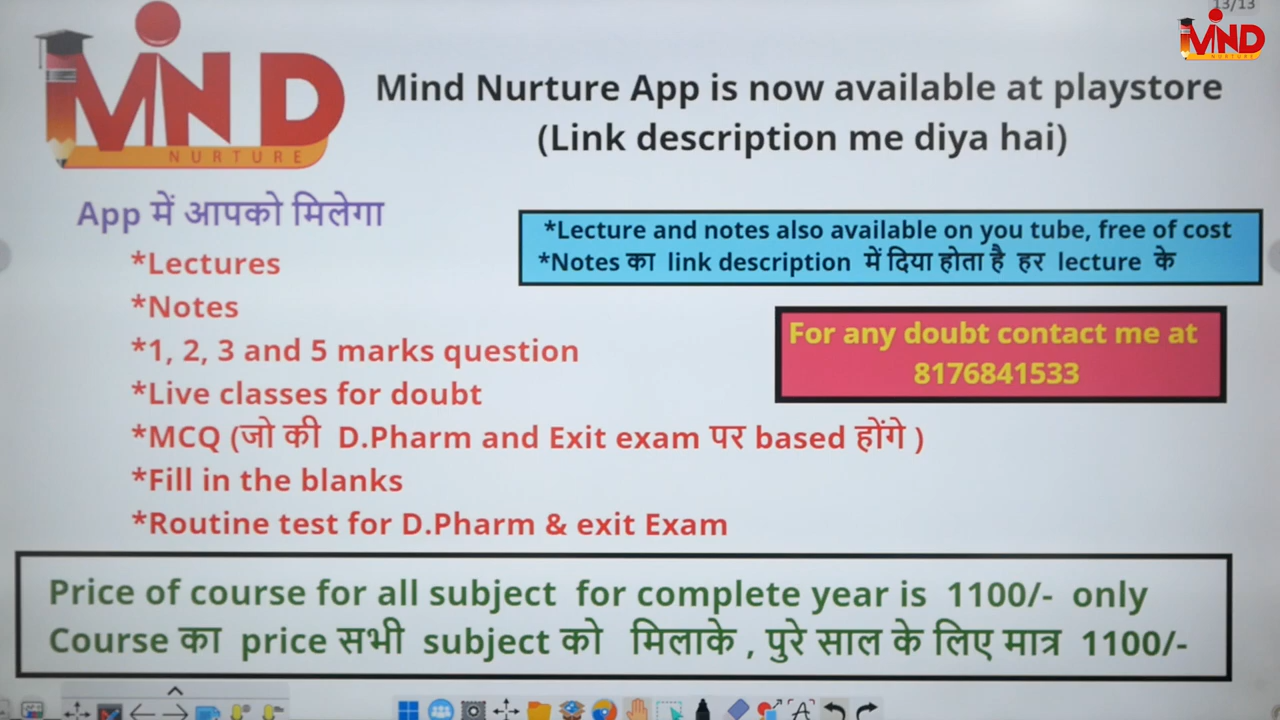 13/13
MIND
NURTURE
MIND
NURTURE
Mind Nurture App is now available at playstore
(Link description me diya hai)
App में आपको मिलेगा
*Lectures
*Notes
*1, 2, 3 and 5 marks question
*Live classes for doubt
*MCQ (जो की D.Pharm and Exit exam पर based होंगे )
*Fill in the blanks
*Routine test for D.Pharm & exit Exam
*Lecture and notes also available on you tube, free of cost
*Notes का link description में दिया होता है हर lecture के
For any doubt contact me at
8176841533
Price of course for all subject for complete year is 1100/- only
Course का price सभी subject को मिलाके , पुरे साल के लिए मात्र 1100/-